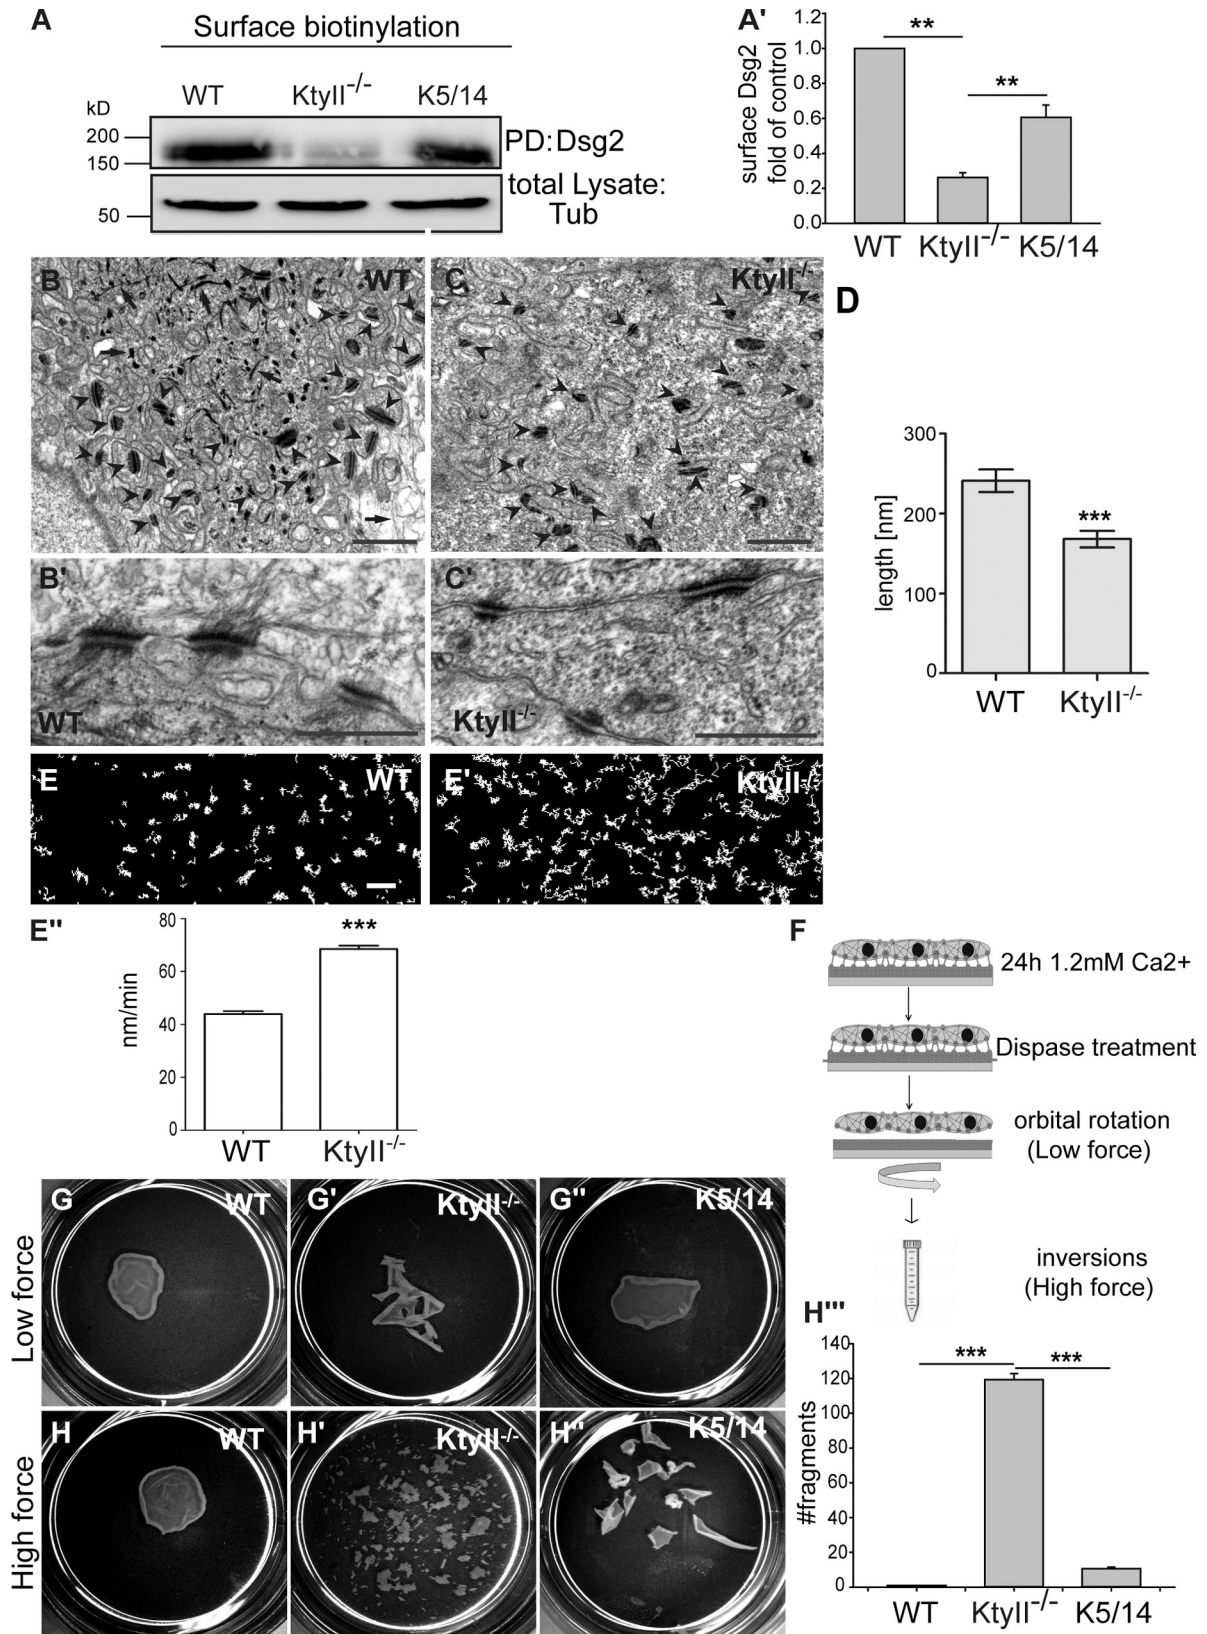 A
Surface biotinylation
WT KtyII-/- K5/14
kD
200
150
PD:Dsg2
50
total Lysate:
Tub
A'
surface Dsg2
fold of control
1.2
1.0
0.8
0.6
0.4
0.2
0.0
**
**
WT KtyII-/- K5/14
B WT
C KtyII-/-
B' WT
C' KtyII-/-
D
length [nm]
300
200
100
0
***
WT KtyII-/-
E WT
E' KtyII-/-
E"
nm/min
80
60
40
20
0
***
WT KtyII-/-
F
24h 1.2mM Ca2+
Dispase treatment
orbital rotation
(Low force)
inversions
(High force)
Low force
G WT
G' KtyII-/-
G" K5/14
High force
H WT
H' KtyII-/-
H" K5/14
H'''
#fragments
140
120
100
80
60
40
20
0
***
***
WT KtyII-/- K5/14